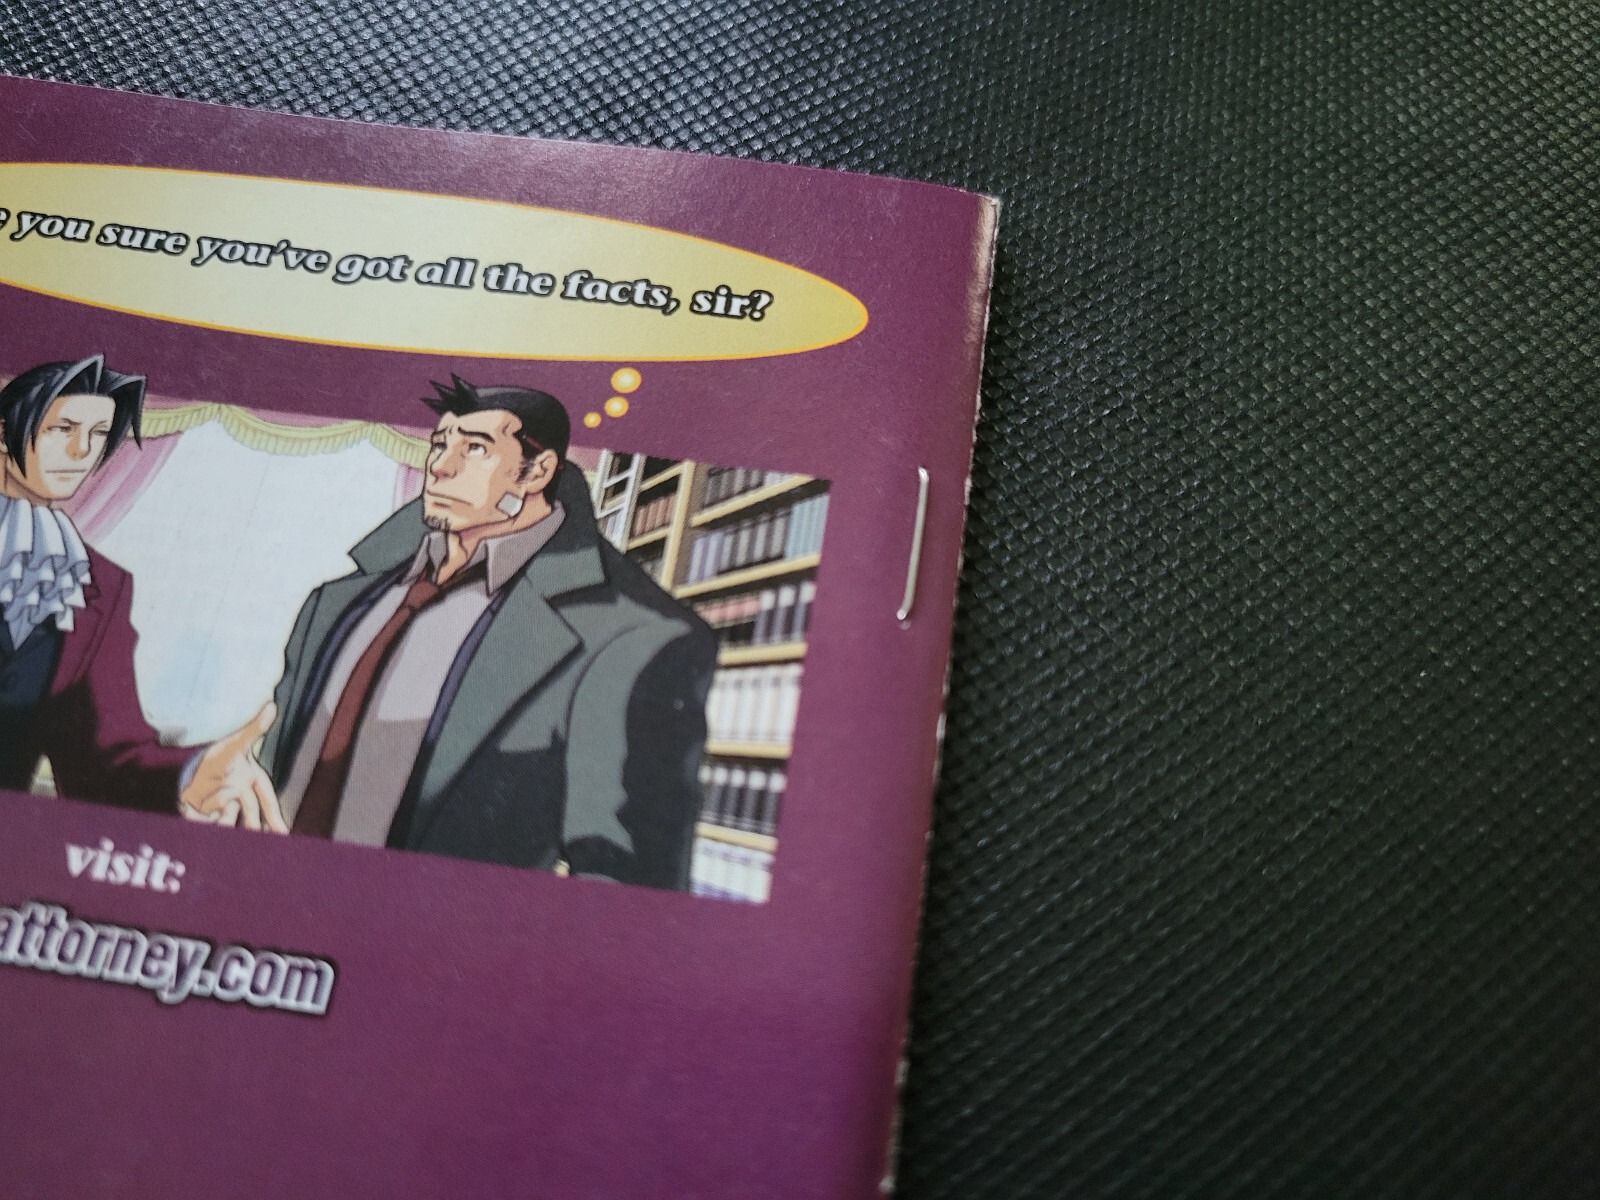 e you sure you've got all the facts, sir?
visit:
attorney.com